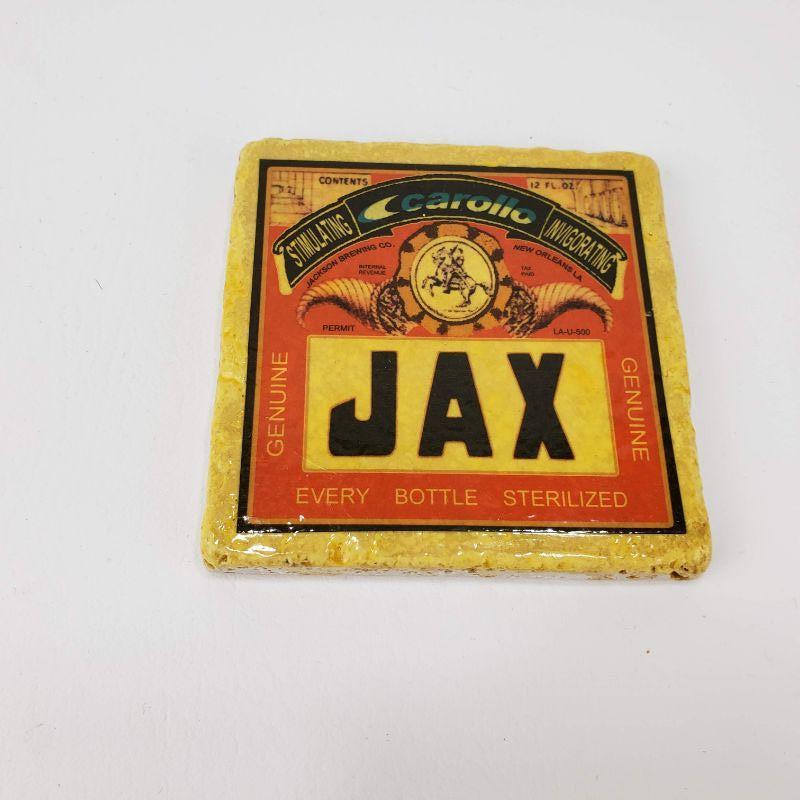 CONTENTS 12 FL. OZ.
STIMULATING carollo INVIGORATING
JACKSON BREWING CO. NEW ORLEANS LA.
INTERNAL REVENUE TAX PAID
PERMIT LA-U-500
JAX
GENUINE GENUINE
EVERY BOTTLE STERILIZED